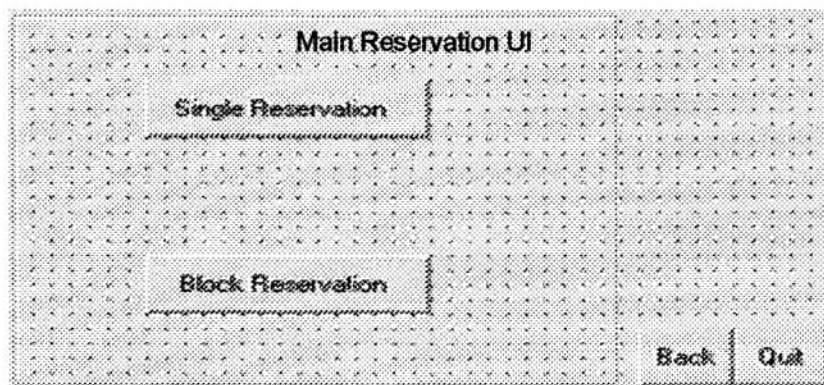 Main Reservation UI
Single Reservation
Block Reservation
Back Quit